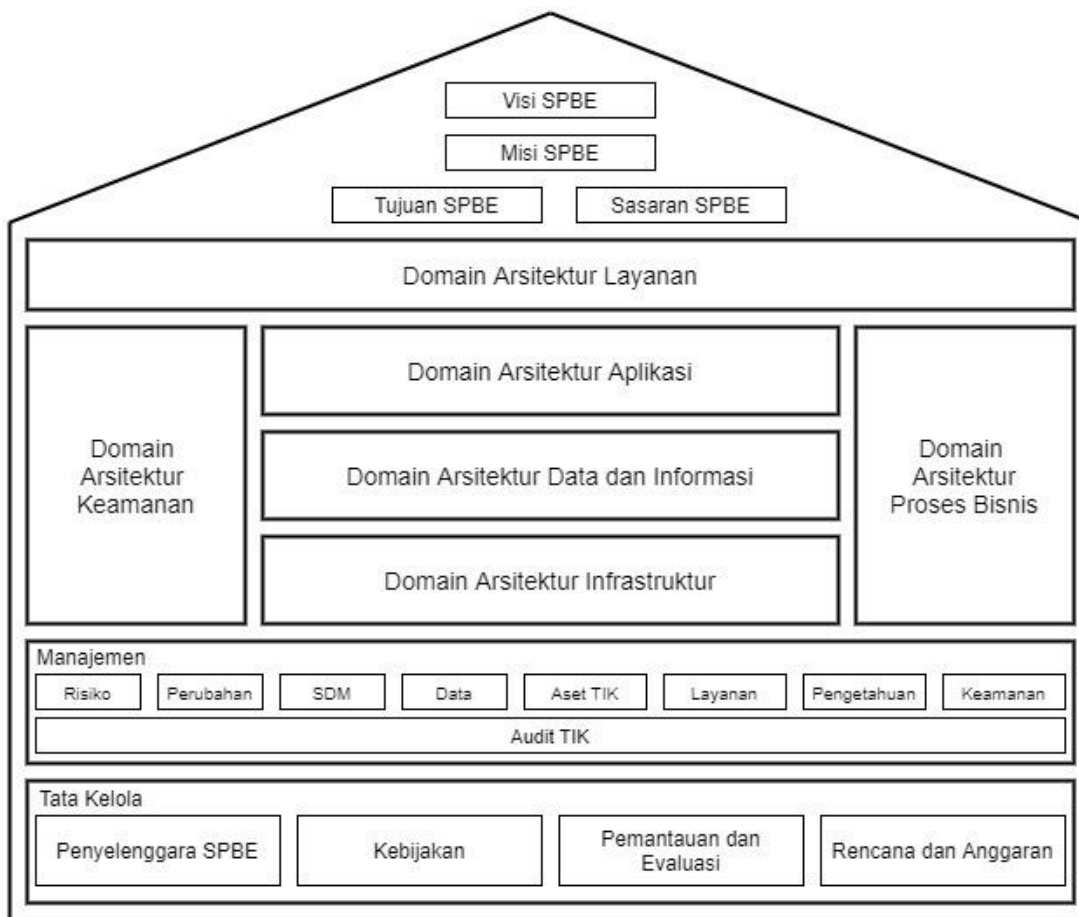 Visi SPBE
Misi SPBE
Tujuan SPBE
Sasaran SPBE
Domain Arsitektur Layanan
Domain
Arsitektur
Keamanan
Domain Arsitektur Aplikasi
Domain Arsitektur Data dan Informasi
Domain Arsitektur Infrastruktur
Domain
Arsitektur
Proses Bisnis
Manajemen
Risiko
Perubahan
SDM
Data
Aset TIK
Layanan
Pengetahuan
Keamanan
Audit TIK
Tata Kelola
Penyelenggara SPBE
Kebijakan
Pemantauan dan
Evaluasi
Rencana dan Anggaran